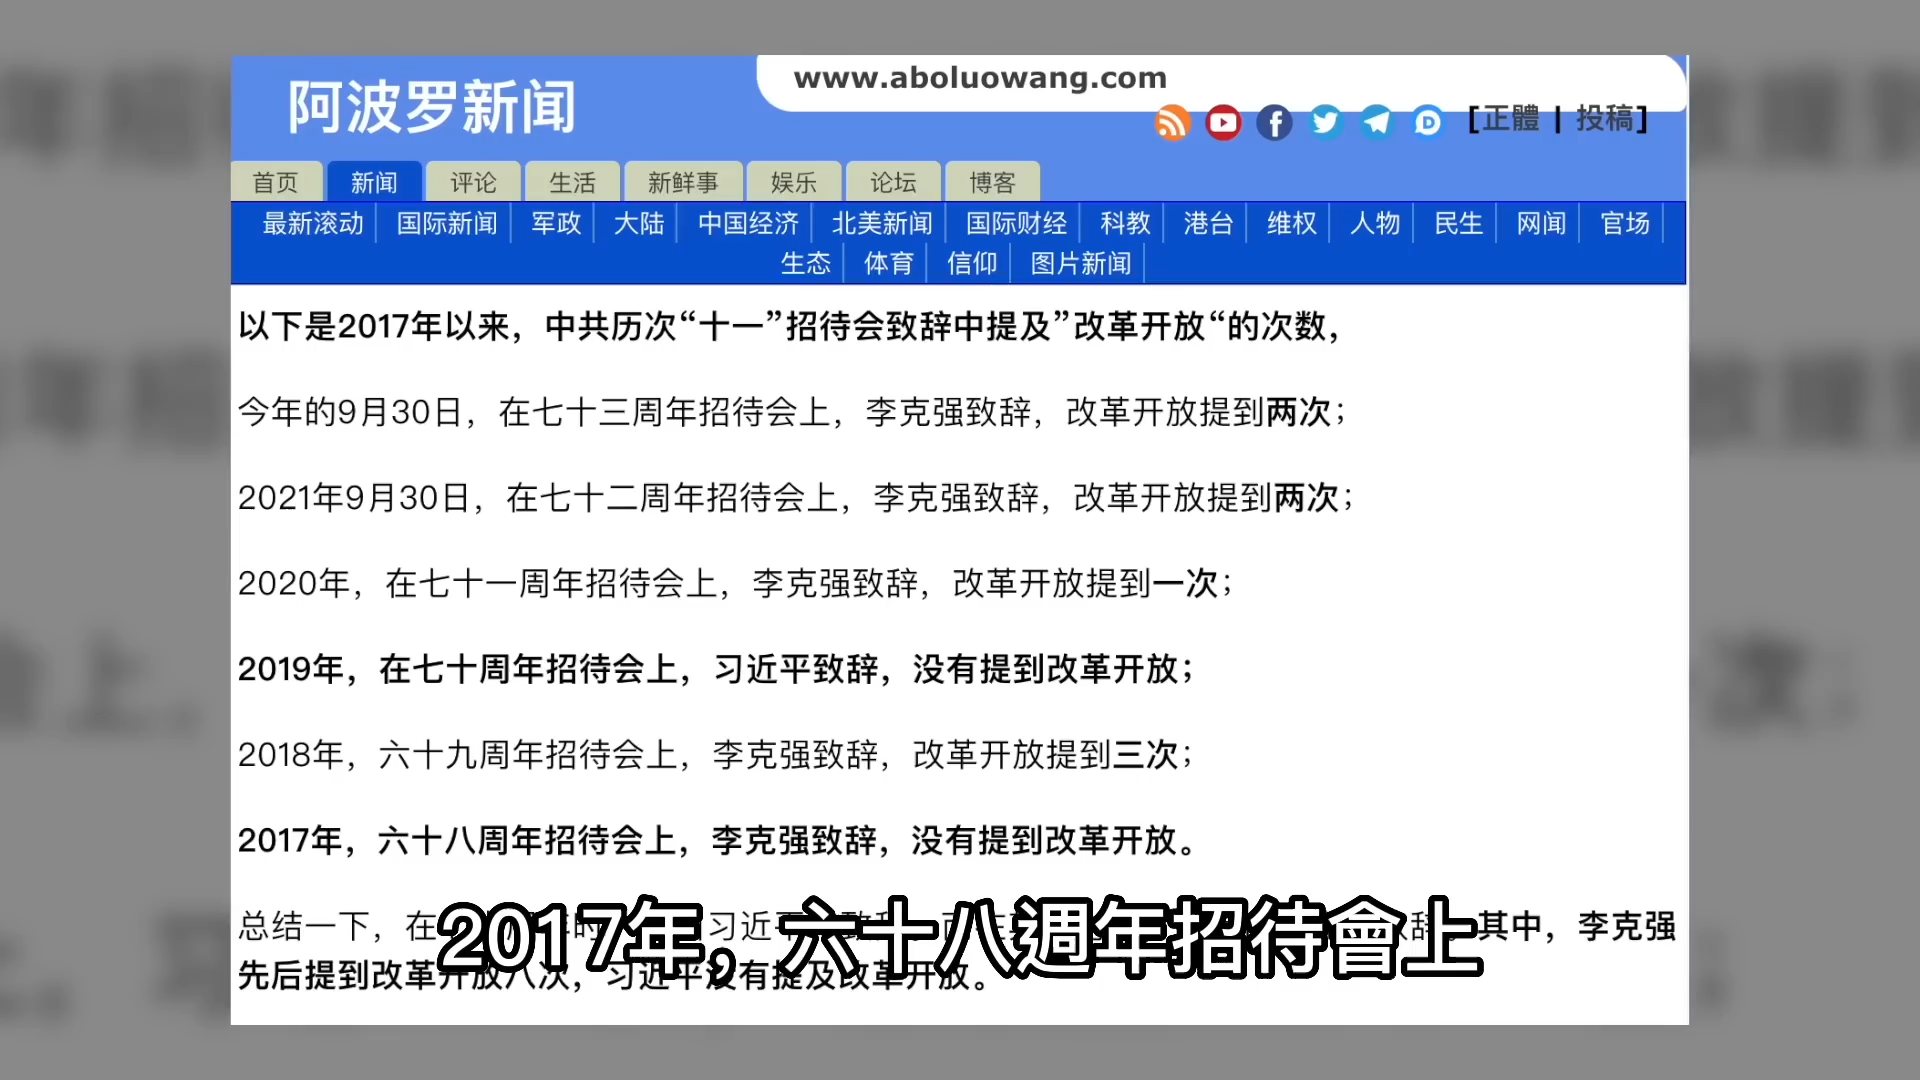 www.aboluowang.com
阿波罗新闻
[正體 | 投稿]
首页 新闻 评论 生活 新鲜事 娱乐 论坛 博客
最新滚动 国际新闻 军政 大陆 中国经济 北美新闻 国际财经 科教 港台 维权 人物 民生 网闻 官场
生态 体育 信仰 图片新闻
以下是2017年以来，中共历次“十一”招待会致辞中提及”改革开放“的次数，
今年的9月30日，在七十三周年招待会上，李克强致辞，改革开放提到两次；
2021年9月30日，在七十二周年招待会上，李克强致辞，改革开放提到两次；
2020年，在七十一周年招待会上，李克强致辞，改革开放提到一次；
2019年，在七十周年招待会上，习近平致辞，没有提到改革开放；
2018年，六十九周年招待会上，李克强致辞，改革开放提到三次；
2017年，六十八周年招待会上，李克强致辞，没有提到改革开放。
总结一下，在 习近平 其中，李克强
先后提到改革开放八次，习近平没有提及改革开放。
2017年，六十八週年招待會上